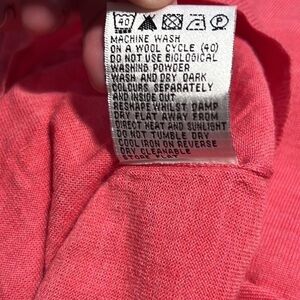 40 P
MACHINE WASH
ON A WOOL CYCLE (40)
DO NOT USE BIOLOGICAL
WASHING POWDER
WASH AND DRY DARK
COLOURS SEPARATELY
AND INSIDE OUT
RESHAPE WHILST DAMP
DRY FLAT AWAY FROM
DIRECT HEAT AND SUNLIGHT
DO NOT TUMBLE DRY
COOL IRON ON REVERSE
DRY CLEANABLE
STORE FLAT